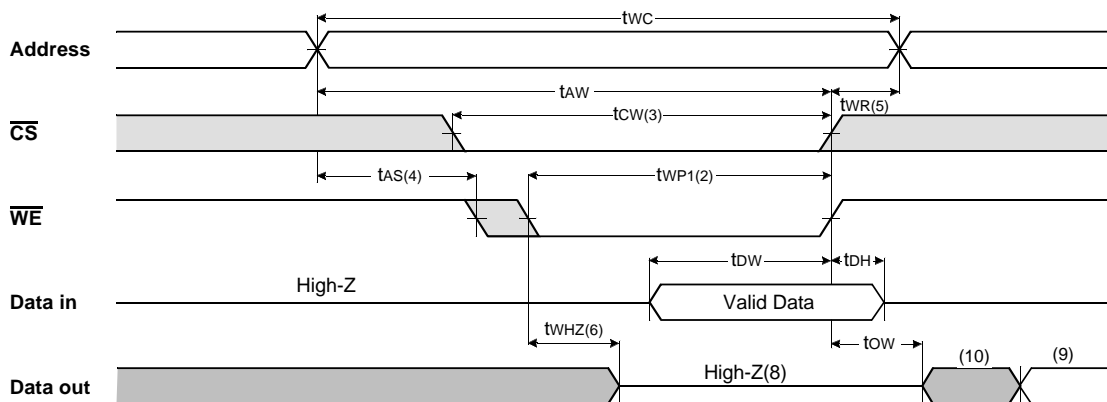 tWC
Address
tAW
tWR(5)
tCW(3)
CS
tAS(4)
tWP1(2)
WE
tDW
tDH
High-Z
Data in
Valid Data
tWHZ(6)
tOW
High-Z(8)
(10)
(9)
Data out